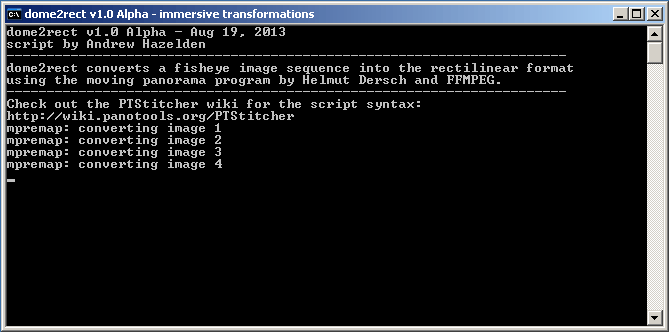 dome2rect v1.0 Alpha - immersive transformations
dome2rect v1.0 Alpha - Aug 19, 2013
script by Andrew Hazelden
dome2rect converts a fisheye image sequence into the rectilinear format
using the moving panorama program by Helmut Dersch and FFMPEG.
Check out the PTStitcher wiki for the script syntax:
http://wiki.panotools.org/PTStitcher
mpremap: converting image 1
mpremap: converting image 2
mpremap: converting image 3
mpremap: converting image 4